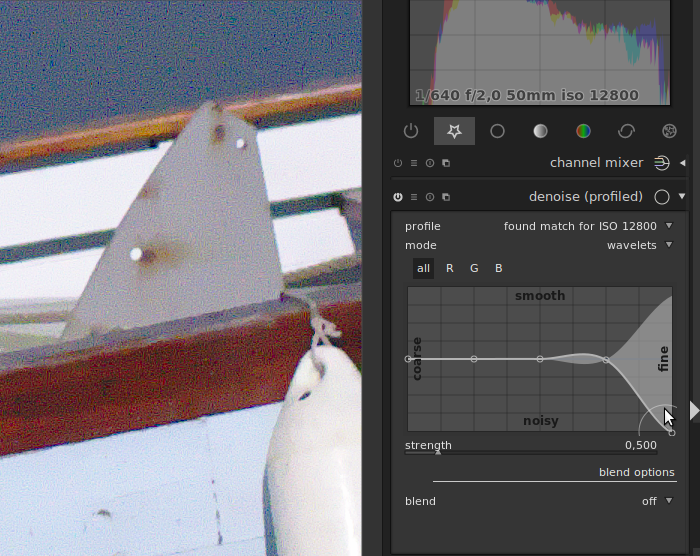 1/640 f/2,0 50mm iso 12800
channel mixer
denoise (profiled)
profile found match for ISO 12800
mode wavelets
all R G B
smooth
coarse
fine
noisy
strength 0,500
blend options
blend off